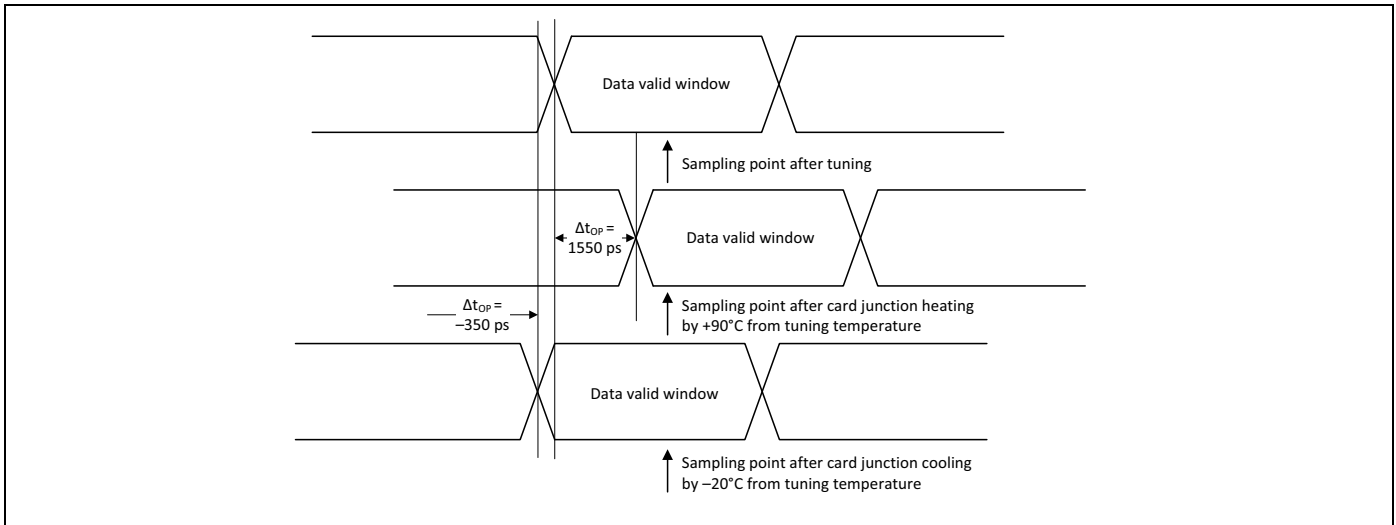 Data valid window
Sampling point after tuning
ΔtOP =
1550 ps
Data valid window
ΔtOP =
–350 ps
Sampling point after card junction heating
by +90°C from tuning temperature
Data valid window
Sampling point after card junction cooling
by –20°C from tuning temperature